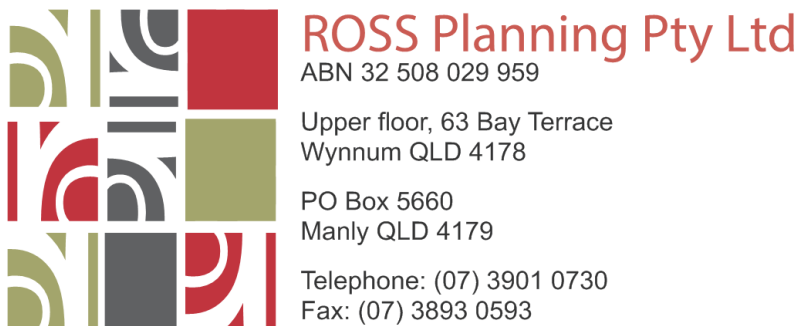 ROSS Planning Pty Ltd
ABN 32 508 029 959
Upper floor, 63 Bay Terrace
Wynnum QLD 4178
PO Box 5660
Manly QLD 4179
Telephone: (07) 3901 0730
Fax: (07) 3893 0593